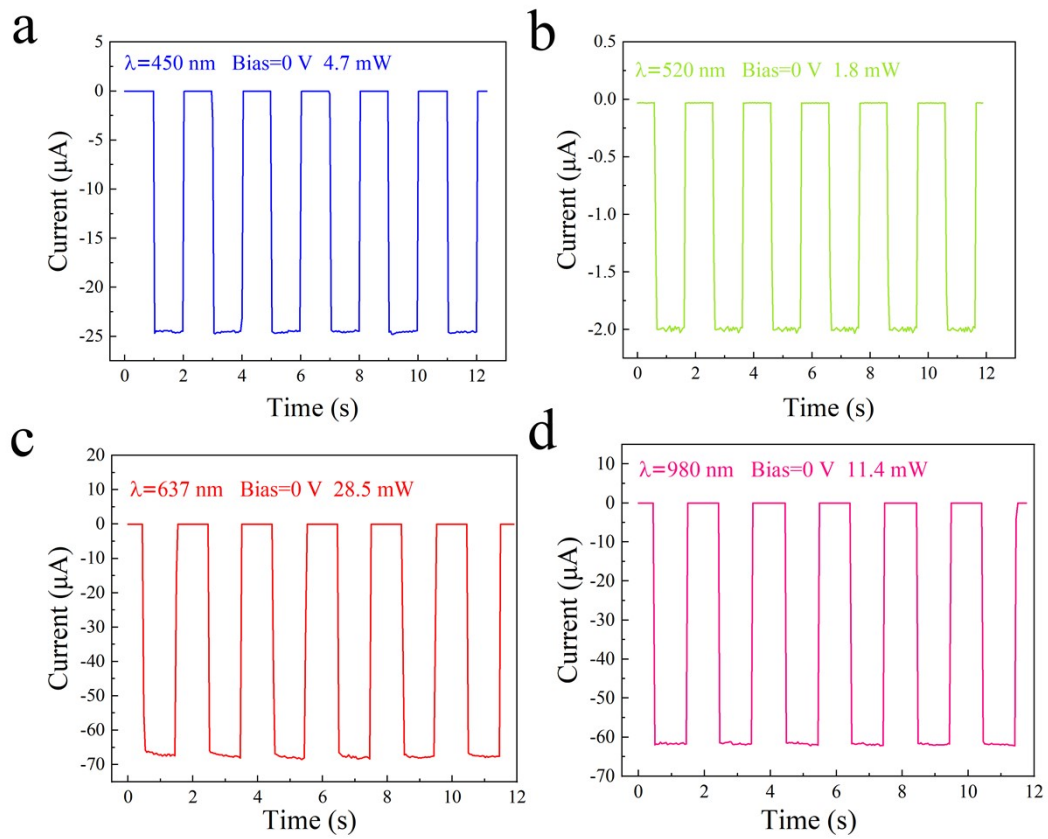 a
λ=450 nm Bias=0 V 4.7 mW
5
0
-5
-10
-15
-20
-25
Current (μA)
0 2 4 6 8 10 12
Time (s)
b
λ=520 nm Bias=0 V 1.8 mW
0.5
0.0
-0.5
-1.0
-1.5
-2.0
Current (μA)
0 2 4 6 8 10 12
Time (s)
c
λ=637 nm Bias=0 V 28.5 mW
20
10
0
-10
-20
-30
-40
-50
-60
-70
Current (μA)
0 2 4 6 8 10 12
Time (s)
d
λ=980 nm Bias=0 V 11.4 mW
10
0
-10
-20
-30
-40
-50
-60
-70
Current (μA)
0 2 4 6 8 10 12
Time (s)